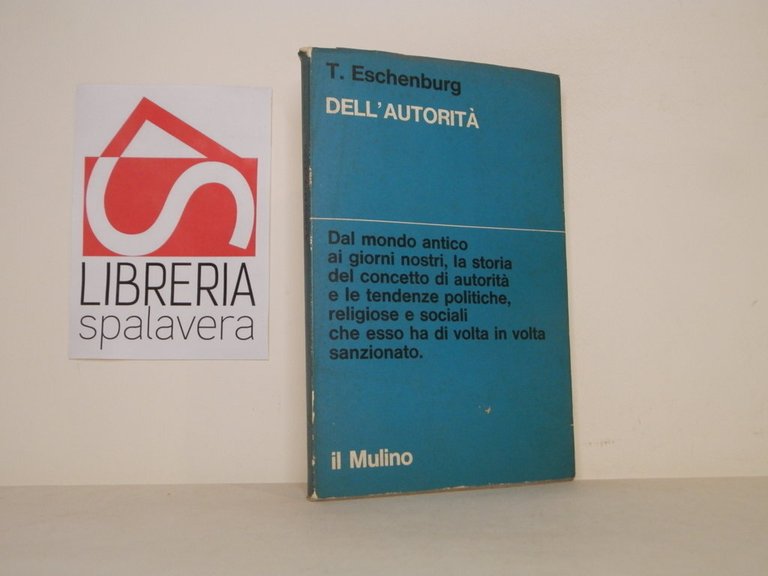 LIBRERIA
spalavera
T. Eschenburg
DELL'AUTORITÀ
Dal mondo antico
ai giorni nostri, la storia
del concetto di autorità
e le tendenze politiche,
religiose e sociali
che esso ha di volta in volta
sanzionato.
il Mulino